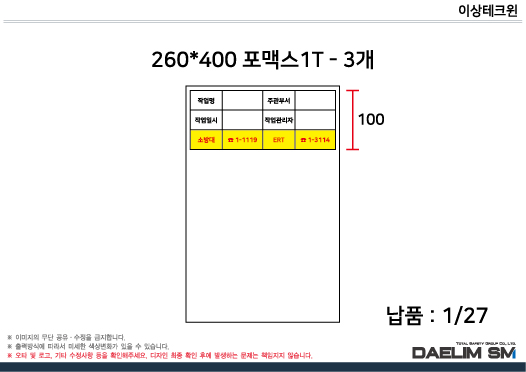 이상테크윈
260*400 포맥스1T - 3개
작업명 주관부서
작업일시 작업관리자
소방대 ☎ 1-1119 ERT ☎ 1-3114
100
납품 : 1/27
※ 이미지의 무단 공유 · 수정을 금지합니다.
※ 출력방식에 따라서 미세한 색상변화가 있을 수 있습니다.
※ 오타 및 로고, 기타 수정사항 등을 확인해주세요. 디자인 최종 확인 후에 발생하는 문제는 책임지지 않습니다.
TOTAL SAFETY GROUP CO., LTD.
DAELIM SM